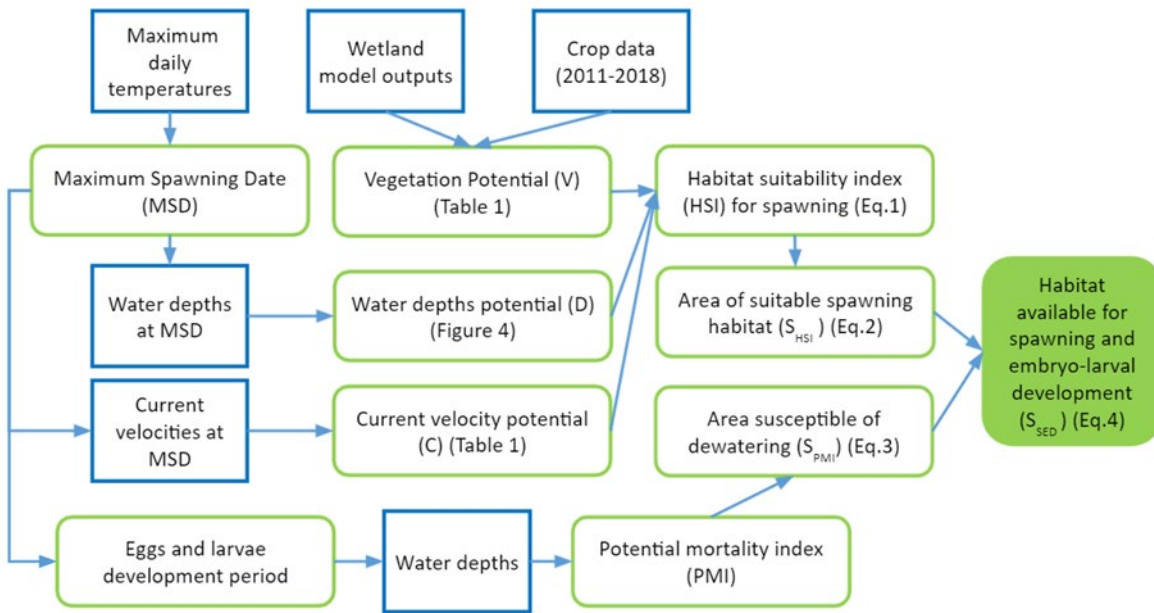 Maximum
daily
temperatures
Wetland
model outputs
Crop data
(2011-2018)
Maximum Spawning Date
(MSD)
Vegetation Potential (V)
(Table 1)
Habitat suitability index
(HSI) for spawning (Eq.1)
Water depths
at MSD
Water depths potential (D)
(Figure 4)
Area of suitable spawning
habitat (S_HSI) (Eq.2)
Habitat
available for
spawning and
embryo-larval
development
(S_SED) (Eq.4)
Current
velocities at
MSD
Current velocity potential
(C) (Table 1)
Area susceptible of
dewatering (S_PMI) (Eq.3)
Eggs and larvae
development period
Water depths
Potential mortality index
(PMI)